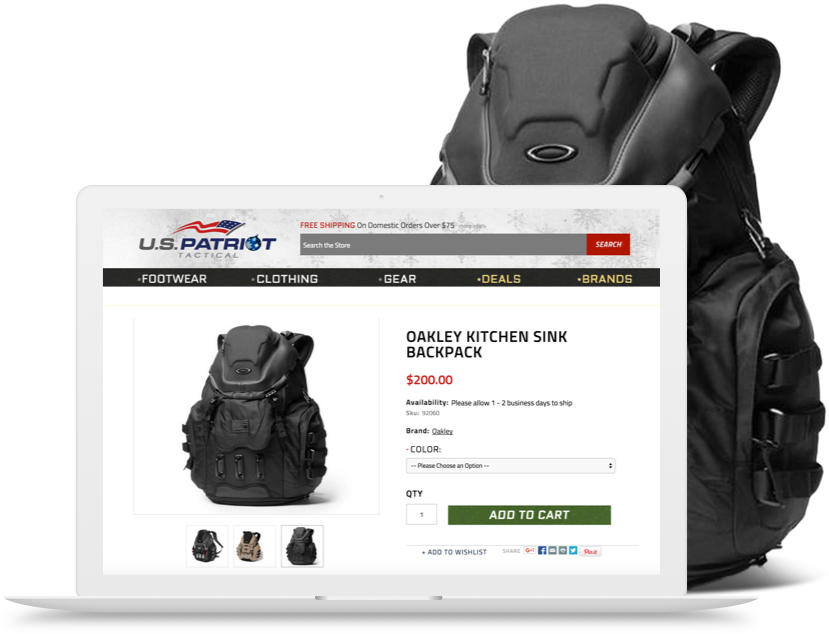 FREE SHIPPING On Domestic Orders Over $75
U.S.PATRIOT
TACTICAL
Search the Store
SEARCH
FOOTWEAR
CLOTHING
GEAR
DEALS
BRANDS
OAKLEY KITCHEN SINK
BACKPACK
$200.00
Availability: Please allow 1 - 2 business days to ship
Sku: 92060
Brand: Oakley
- COLOR:
-- Please Choose an Option --
QTY
1
ADD TO CART
+ ADD TO WISHLIST
SHARE
G+
Pin it